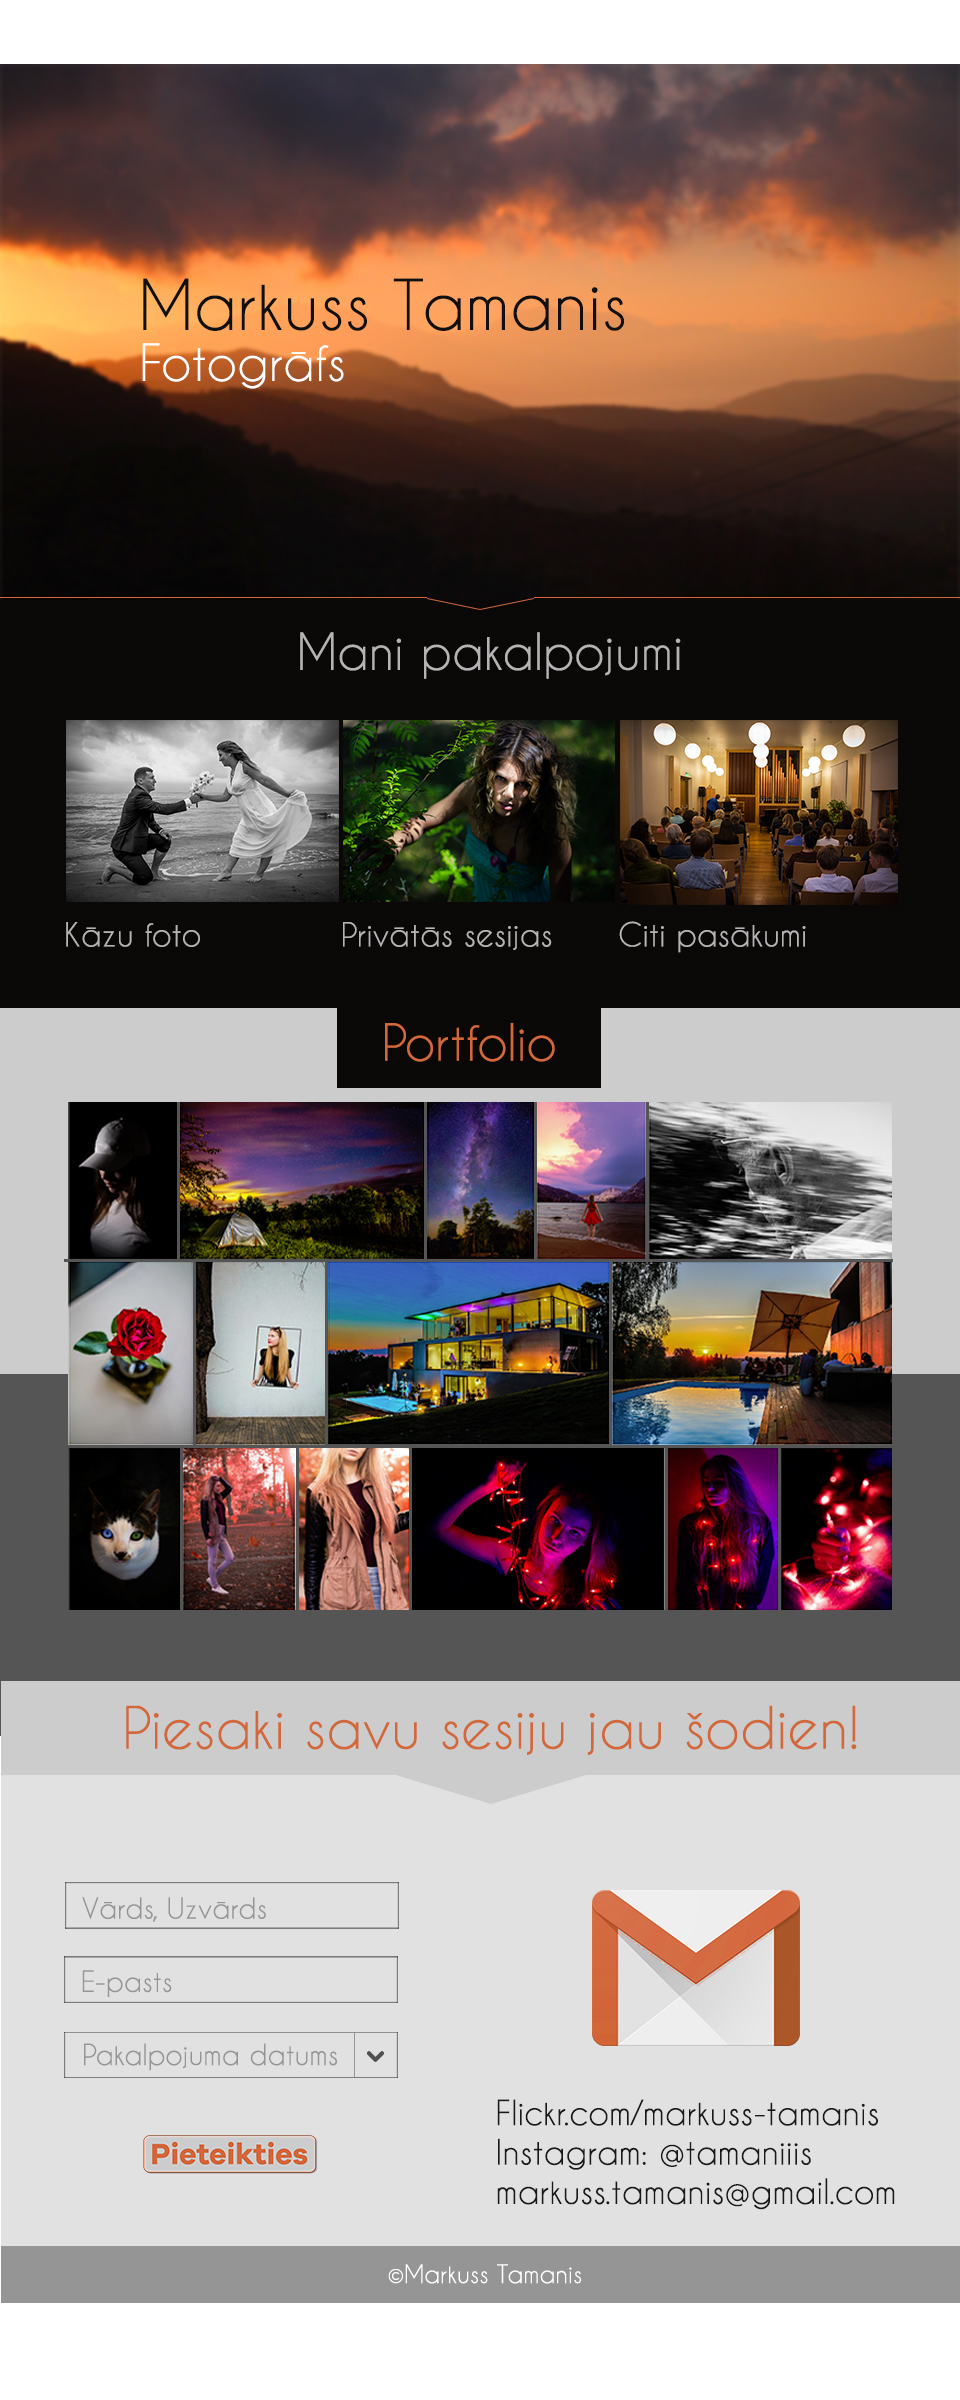 Markuss Tamanis
Fotogrāfs
Mani pakalpojumi
Kāzu foto
Privātās sesijas
Citi pasākumi
Portfolio
Piesaki savu sesiju jau šodien!
Vārds, Uzvārds
E-pasts
Pakalpojuma datums
Pieteikties
Flickr.com/markuss-tamanis
Instagram: @tamaniiis
markuss.tamanis@gmail.com
©Markuss Tamanis